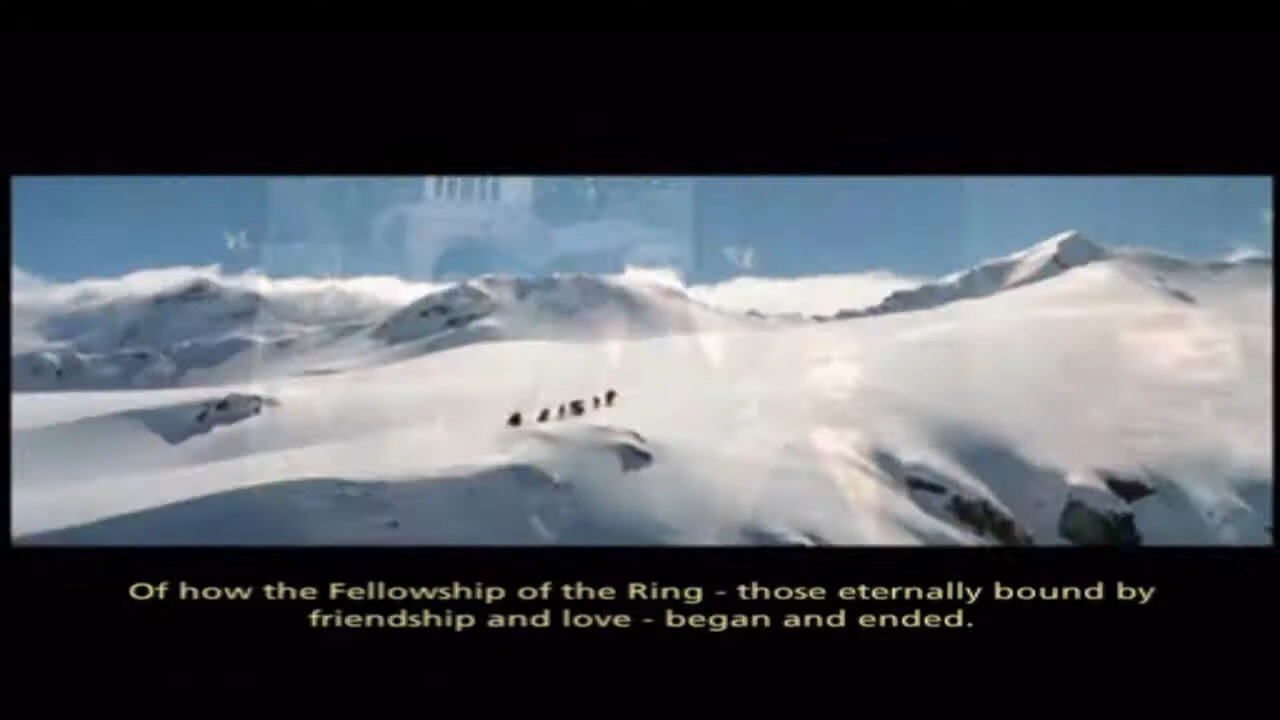 Of how the Fellowship of the Ring - those eternally bound by
friendship and love - began and ended.